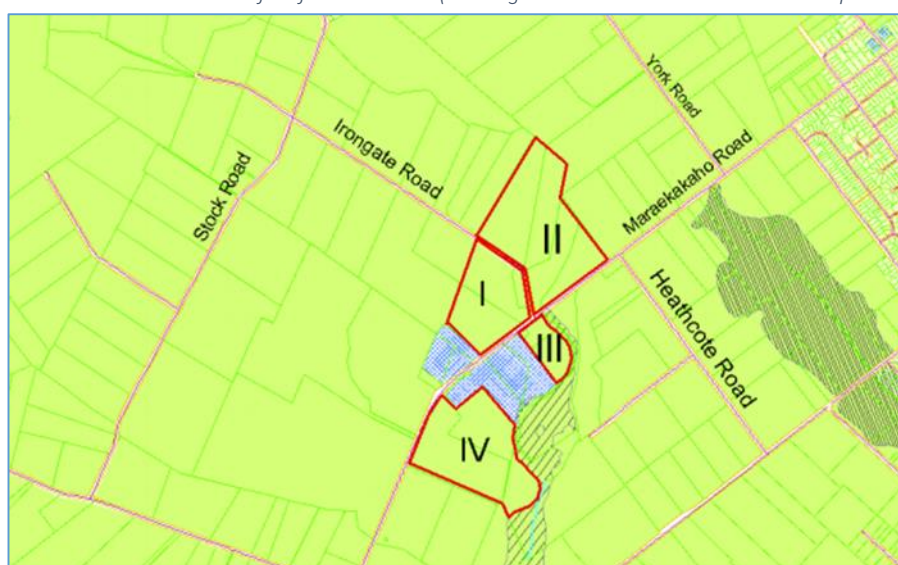 York Road
Irongate Road
Maraekakaho Road
Stock Road
II
I
Heathcote Road
III
IV